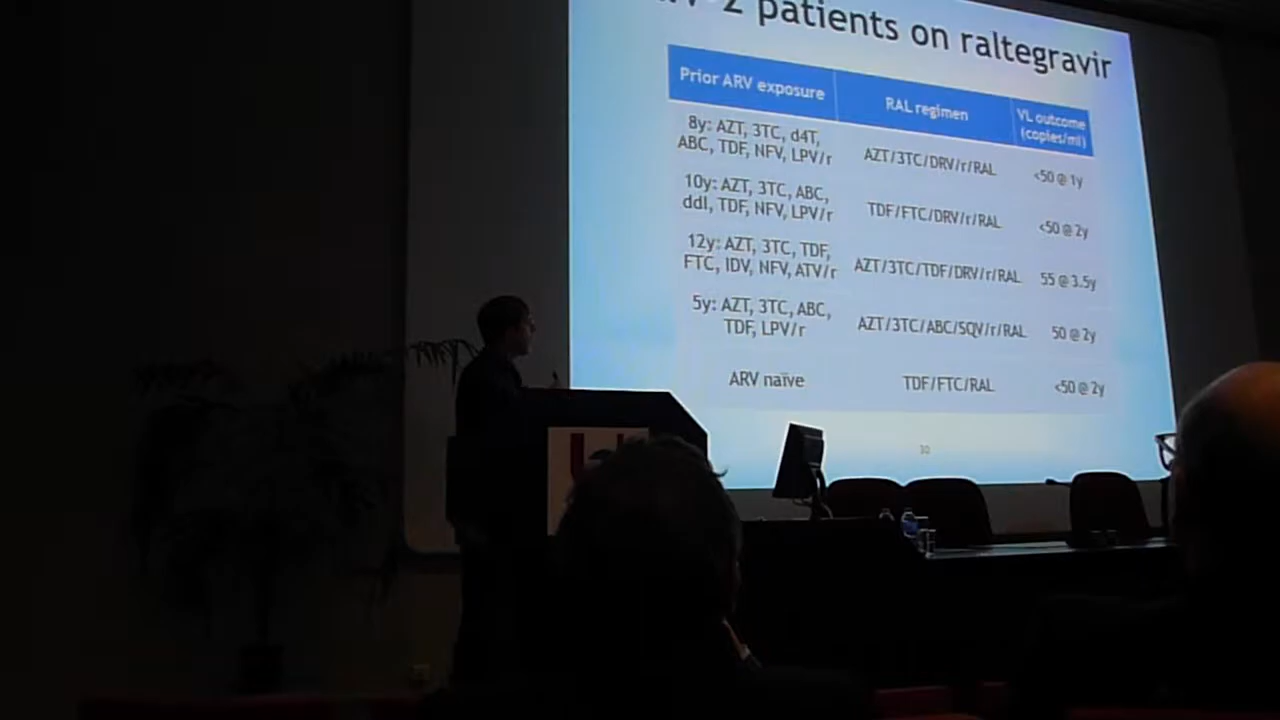 2 patients on raltegravir
Prior ARV exposure
RAL regimen
VL outcome
(copies/ml)
8y: AZT, 3TC, d4T,
ABC, TDF, NFV, LPV/r
AZT/3TC/DRV/r/RAL
<50 @ 1y
10y: AZT, 3TC, ABC,
ddI, TDF, NFV, LPV/r
TDF/FTC/DRV/r/RAL
<50 @ 2y
12y: AZT, 3TC, TDF,
FTC, IDV, NFV, ATV/r
AZT/3TC/TDF/DRV/r/RAL
55 @ 3.5y
5y: AZT, 3TC, ABC,
TDF, LPV/r
AZT/3TC/ABC/SQV/r/RAL
50 @ 2y
ARV naïve
TDF/FTC/RAL
<50 @ 2y
30